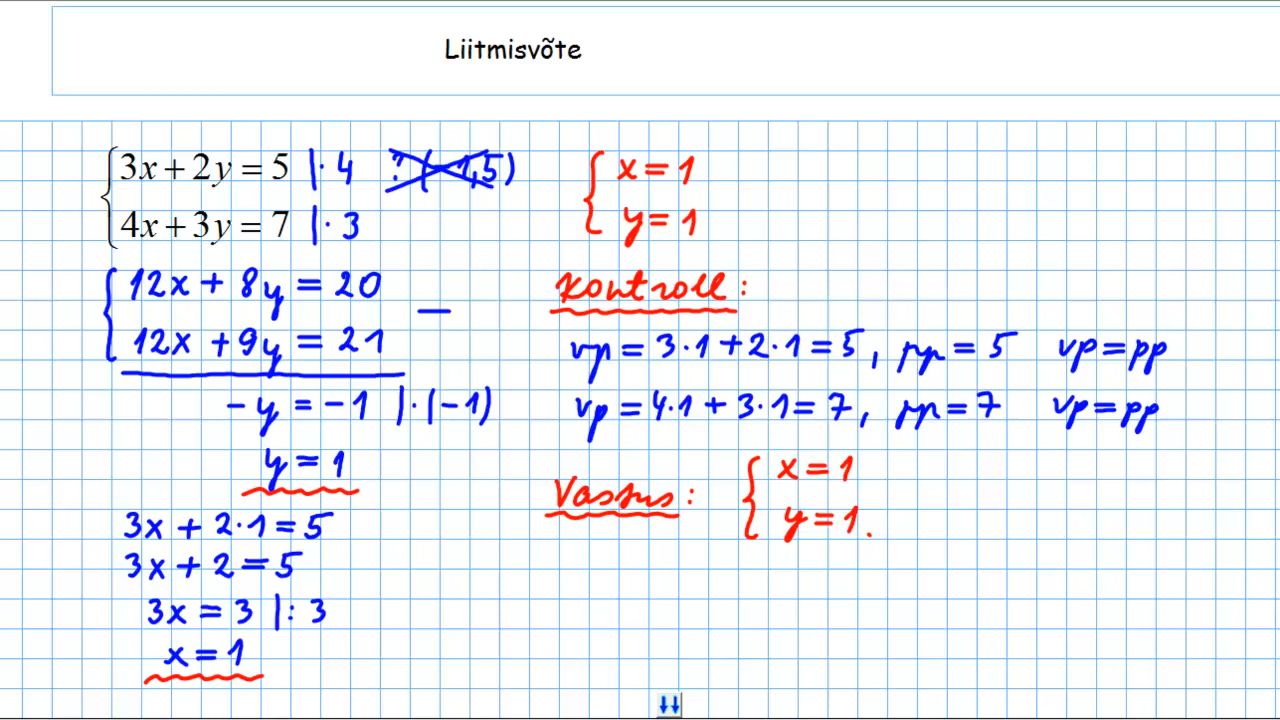 Liitmisvõte
3x + 2y = 5 |· 4
4x + 3y = 7 |· 3
12x + 8y = 20
12x + 9y = 21 —
-y = -1 |· (-1)
y = 1
3x + 2·1 = 5
3x + 2 = 5
3x = 3 |: 3
x = 1
x = 1
y = 1
Kontroll:
vp = 3·1 + 2·1 = 5, pp = 5 vp = pp
vp = 4·1 + 3·1 = 7, pp = 7 vp = pp
Vastus: x = 1
y = 1.